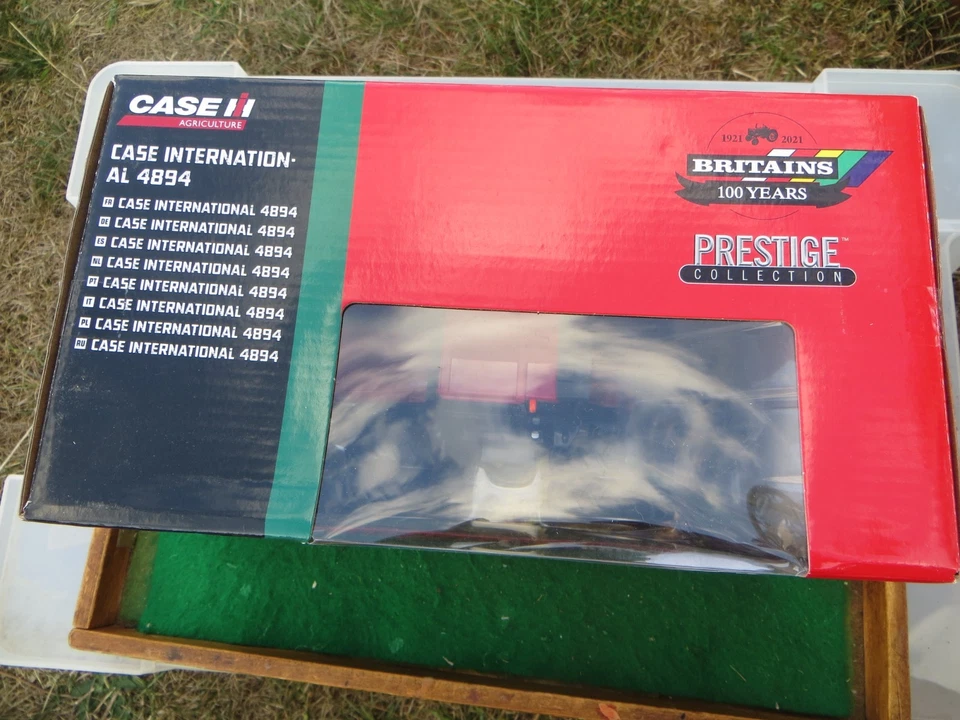 CASE IH
AGRICULTURE
CASE INTERNATION-
AL 4894
FR CASE INTERNATIONAL 4894
DE CASE INTERNATIONAL 4894
ES CASE INTERNATIONAL 4894
NL CASE INTERNATIONAL 4894
PT CASE INTERNATIONAL 4894
IT CASE INTERNATIONAL 4894
PL CASE INTERNATIONAL 4894
RU CASE INTERNATIONAL 4894
1921 2021
BRITAINS
100 YEARS
PRESTIGE™
COLLECTION